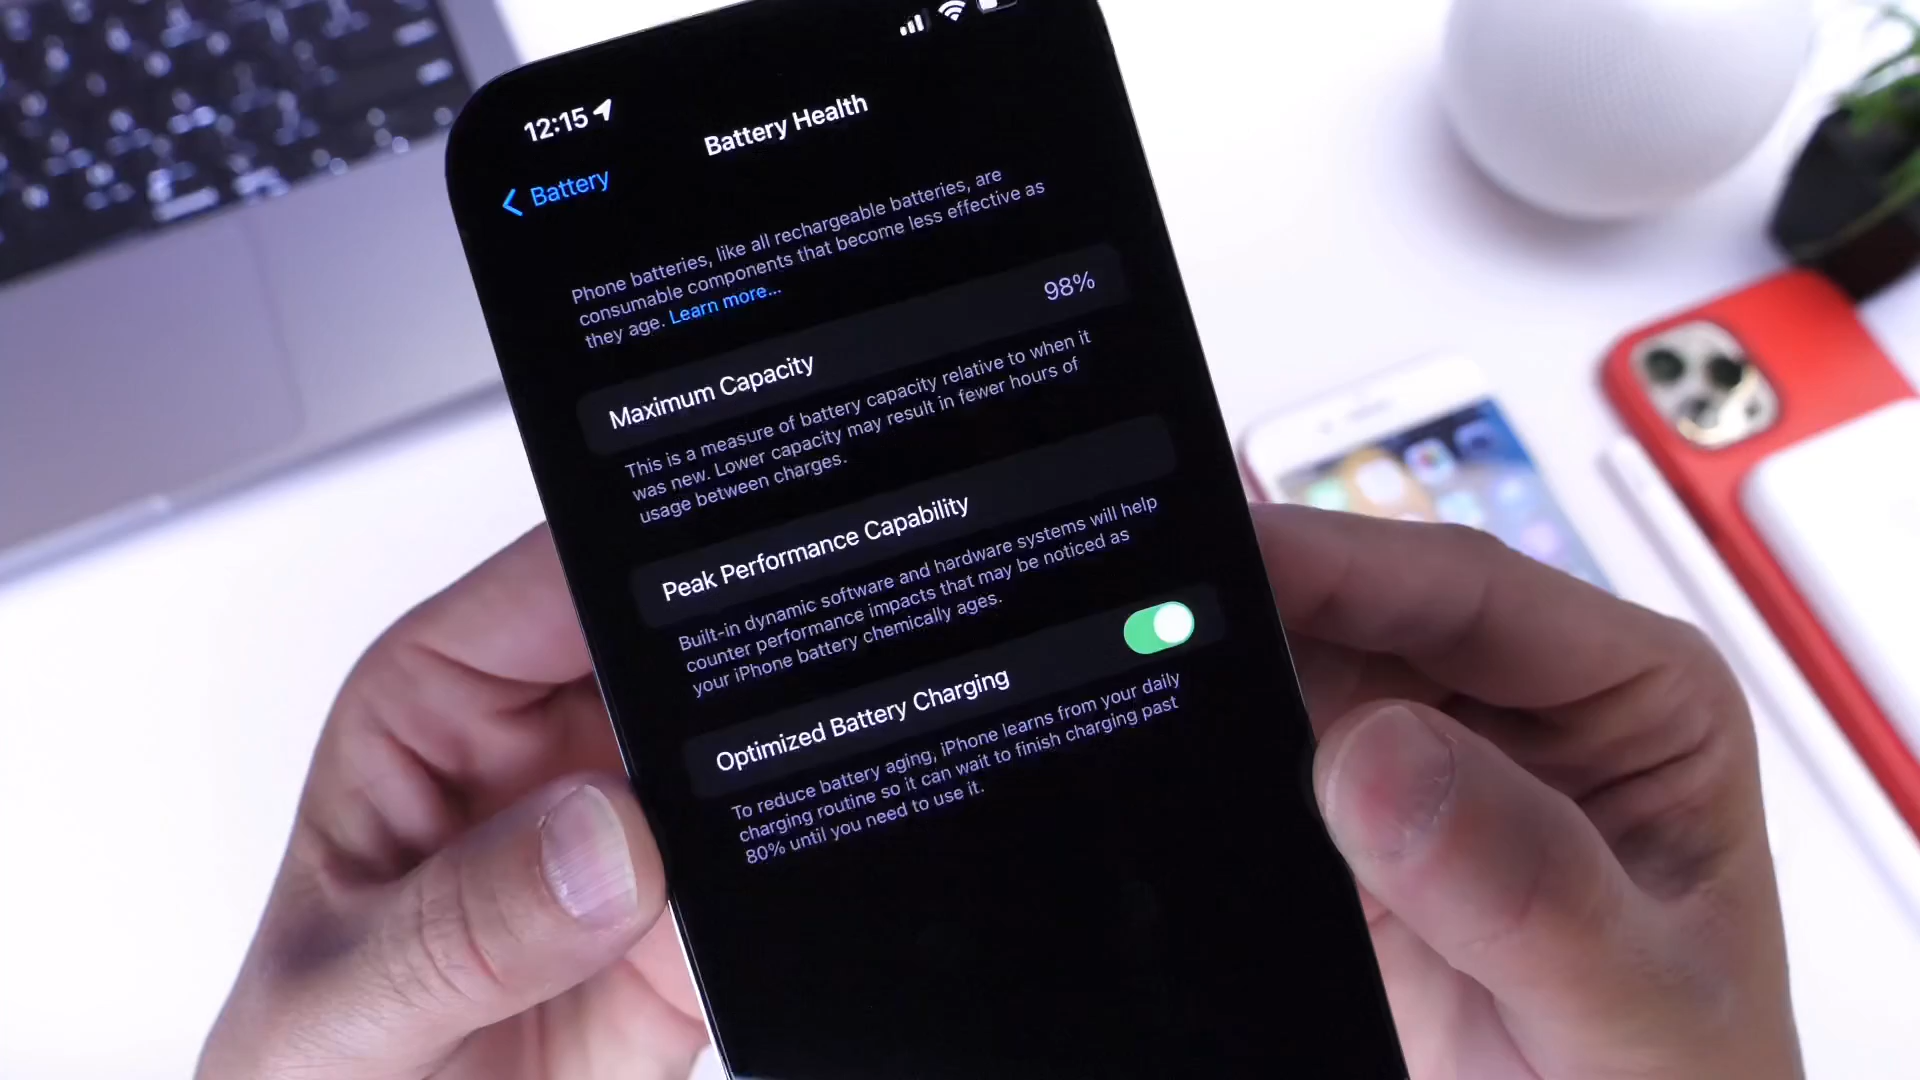 12:15
Battery
Battery Health
Phone batteries, like all rechargeable batteries, are
consumable components that become less effective as
they age. Learn more...
Maximum Capacity
98%
This is a measure of battery capacity relative to when it
was new. Lower capacity may result in fewer hours of
usage between charges.
Peak Performance Capability
Built-in dynamic software and hardware systems will help
counter performance impacts that may be noticed as
your iPhone battery chemically ages.
Optimized Battery Charging
To reduce battery aging, iPhone learns from your daily
charging routine so it can wait to finish charging past
80% until you need to use it.